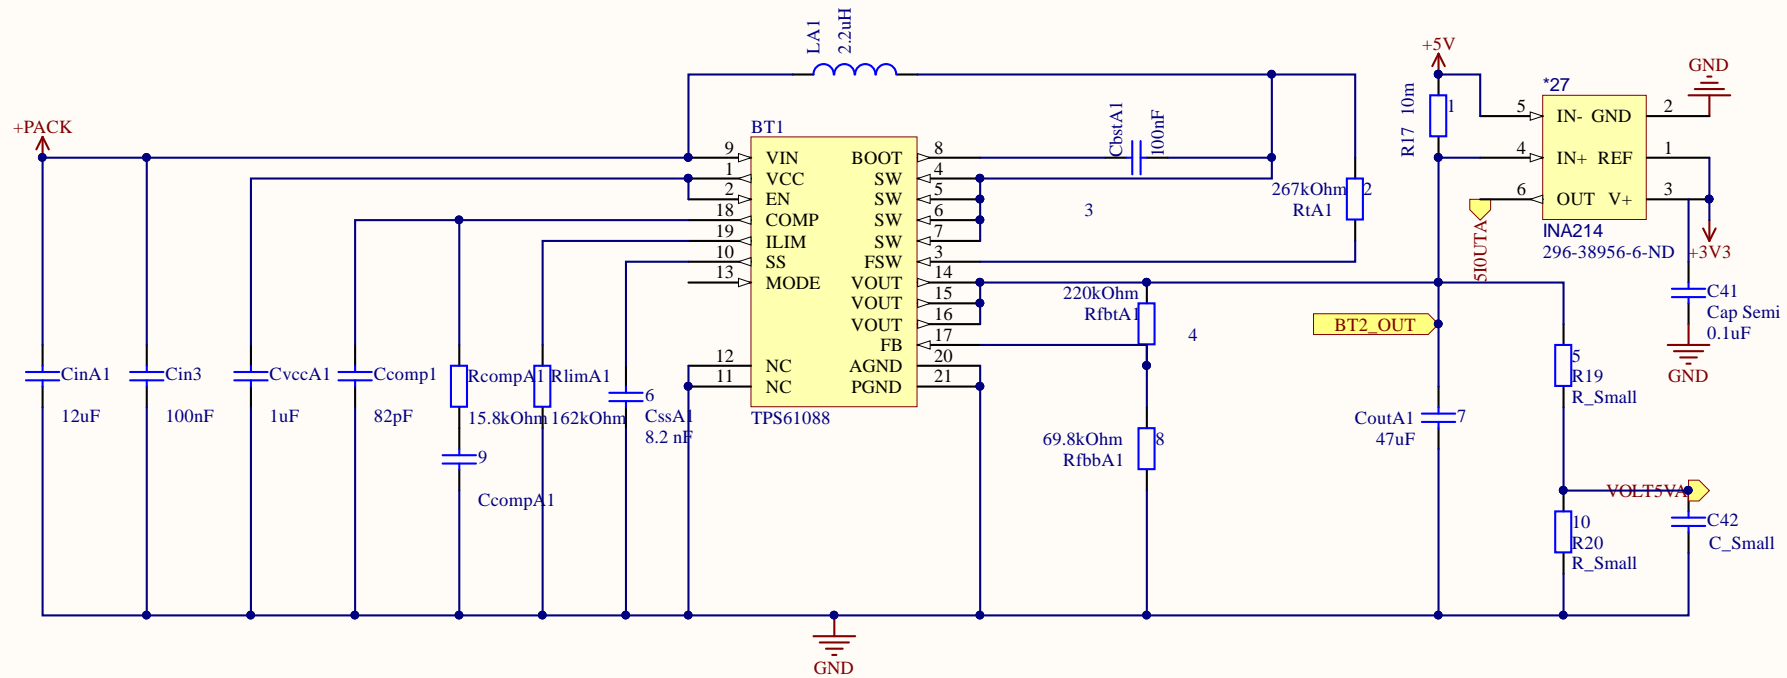 LA1
2.2uH
+5V
GND
*27
R17 10m
1
5
IN-
GND
2
4
IN+
REF
1
6
OUT
V+
3
INA214
296-38956-6-ND
+3V3
5I0UTA
C41
Cap Semi
0.1uF
GND
+PACK
BT1
CbstA1
100nF
9
VIN
BOOT
8
1
VCC
SW
4
2
EN
SW
5
18
COMP
SW
6
19
ILIM
SW
7
10
SS
FSW
3
13
MODE
VOUT
14
VOUT
15
VOUT
16
FB
17
12
NC
AGND
20
11
NC
PGND
21
TPS61088
267kOhm
2
RtA1
3
220kOhm
RfbtA1
4
BT2_OUT
CinA1
12uF
Cin3
100nF
CvccA1
1uF
Ccomp1
82pF
RcompA1
15.8kOhm
RlimA1
162kOhm
6
CssA1
8.2 nF
9
CcompA1
69.8kOhm
8
RfbbA1
CoutA1
7
47uF
5
R19
R_Small
VOLT5VA
10
R20
R_Small
C42
C_Small
GND